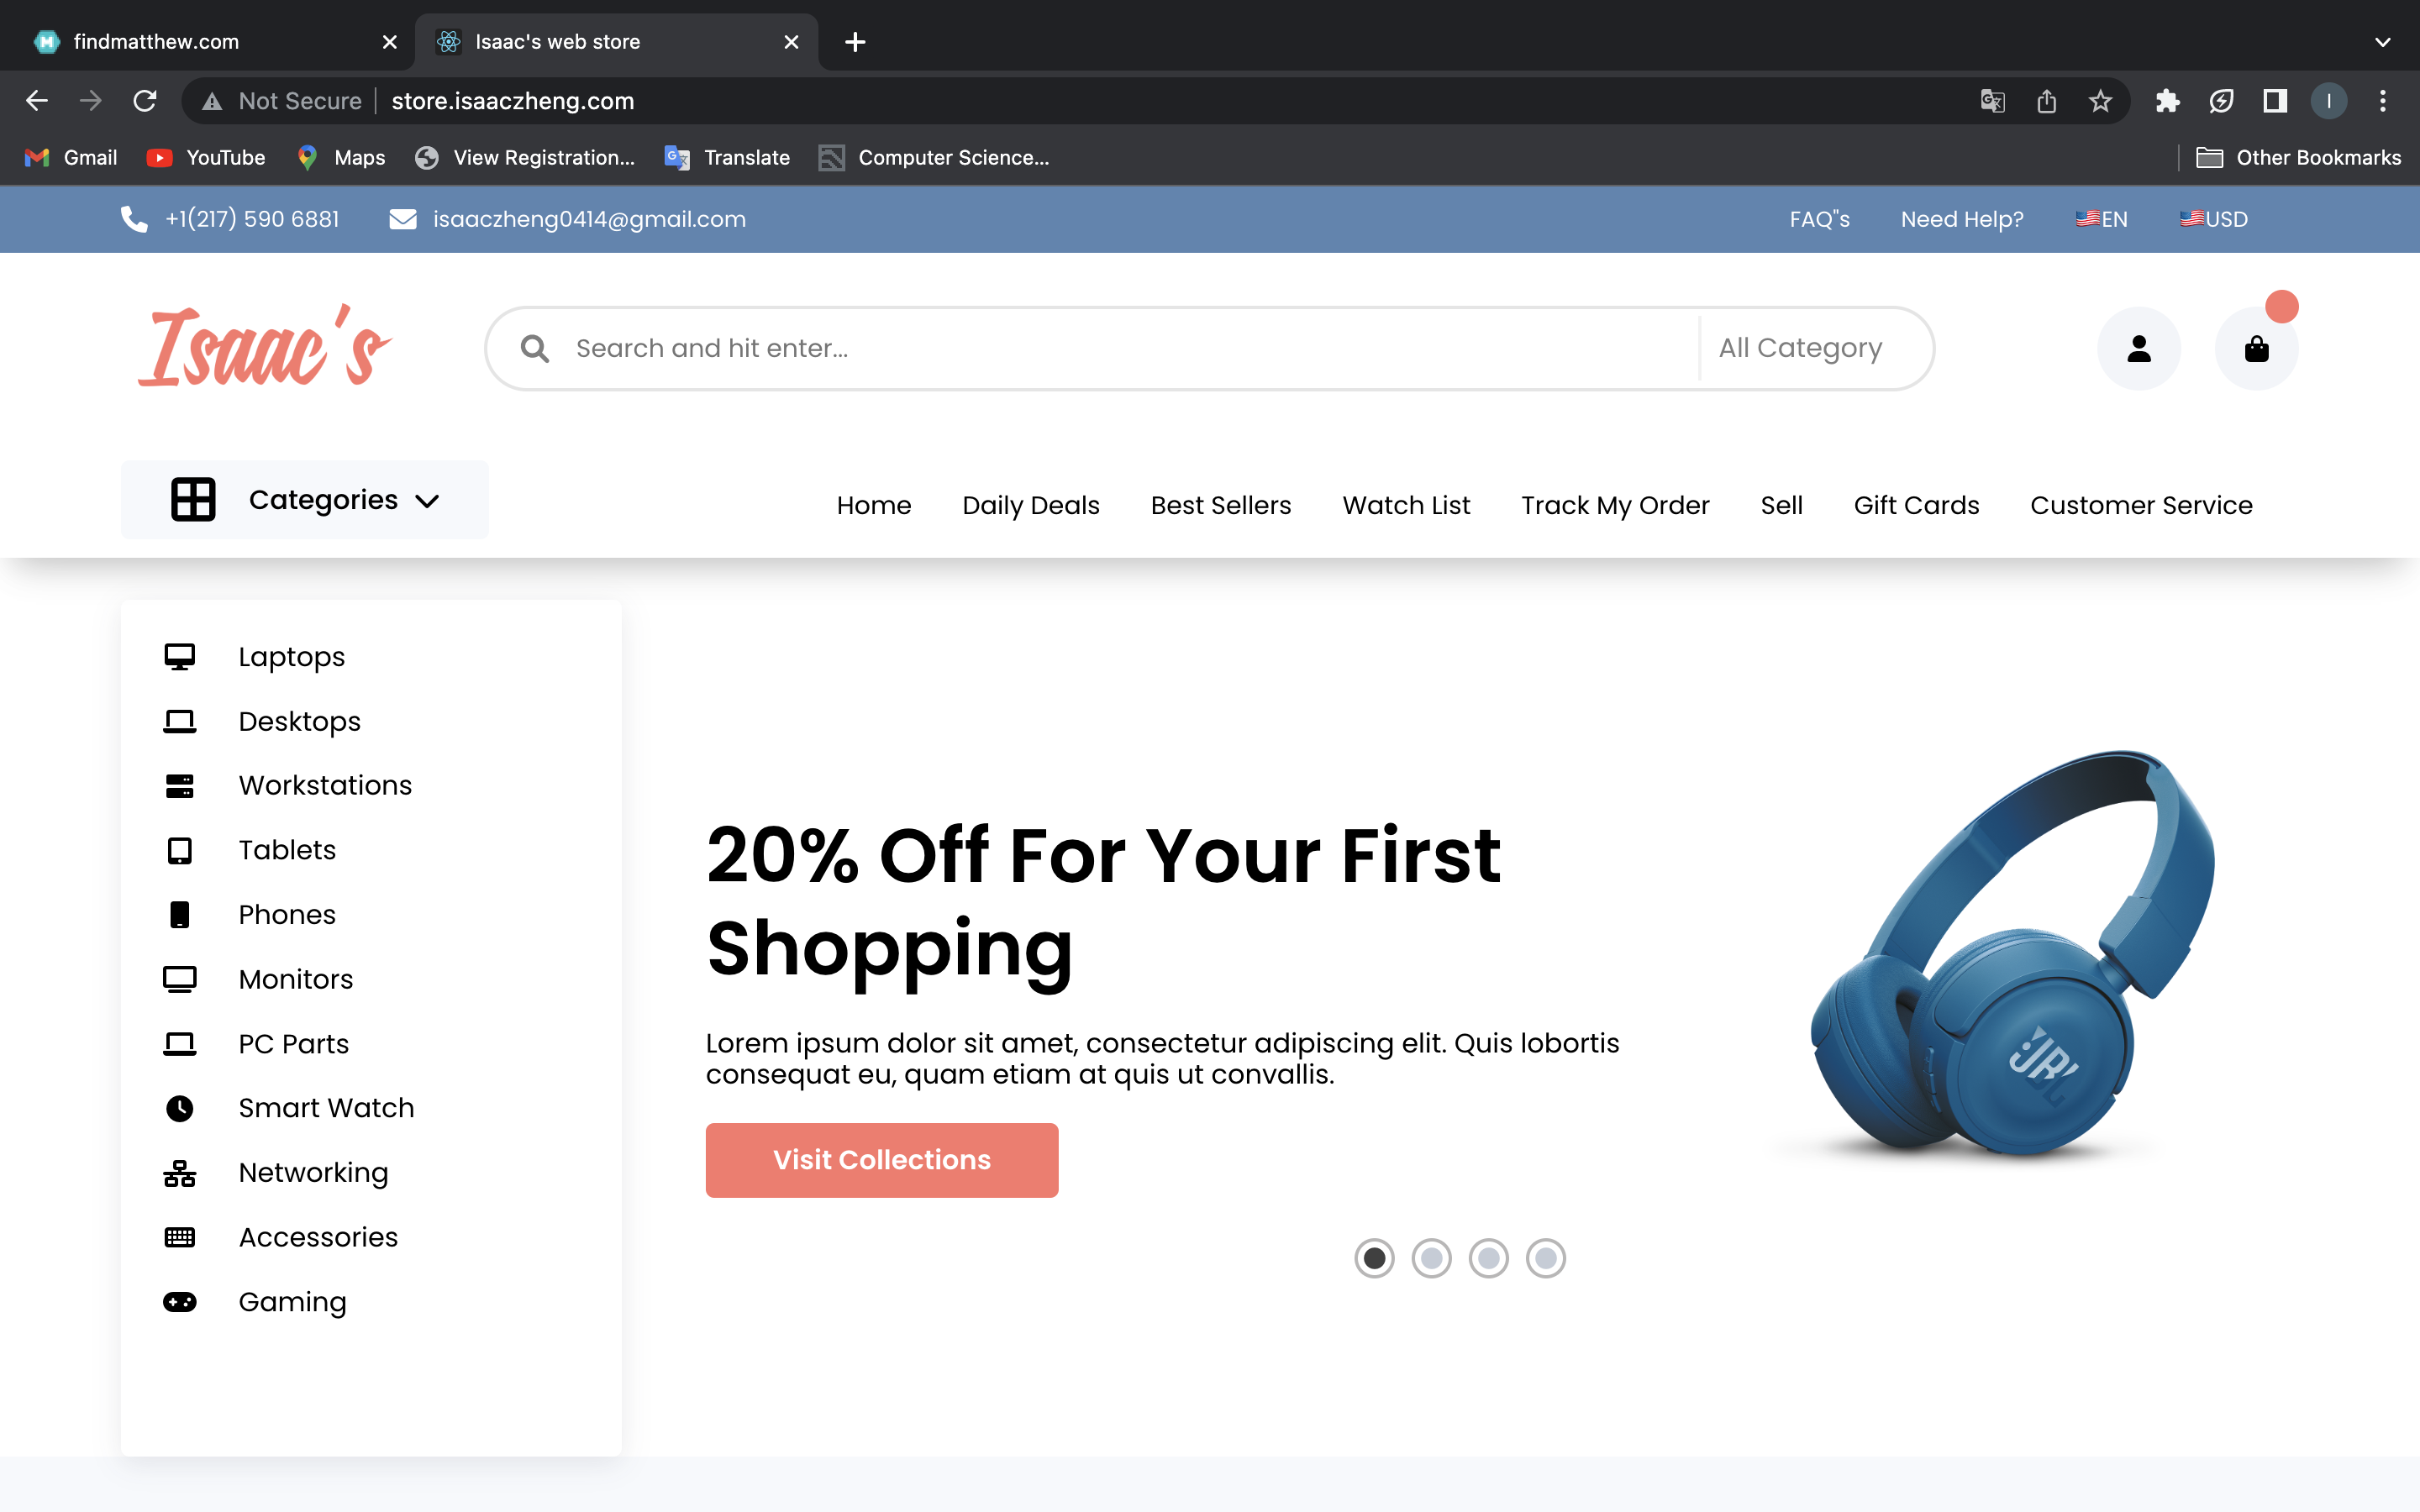 findmatthew.com
Isaac's web store
Not Secure
store.isaaczheng.com
I
Gmail
YouTube
Maps
View Registration...
Translate
Computer Science...
Other Bookmarks
+1(217) 590 6881
isaaczheng0414@gmail.com
FAQ"s
Need Help?
🇺🇸EN
🇺🇸USD
Isaac's
Search and hit enter...
All Category
Categories
Home
Daily Deals
Best Sellers
Watch List
Track My Order
Sell
Gift Cards
Customer Service
Laptops
Desktops
Workstations
Tablets
Phones
Monitors
PC Parts
Smart Watch
Networking
Accessories
Gaming
20% Off For Your First
Shopping
Lorem ipsum dolor sit amet, consectetur adipiscing elit. Quis lobortis
consequat eu, quam etiam at quis ut convallis.
Visit Collections
JBL